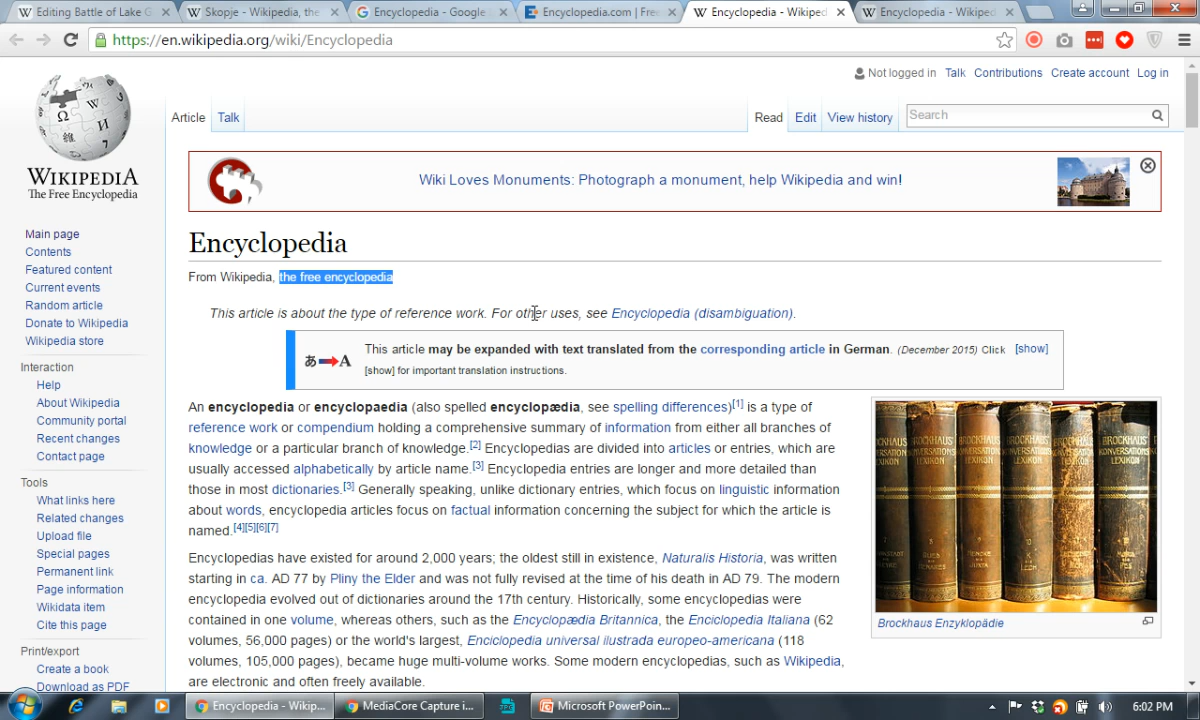 Editing Battle of Lake G
Skopje - Wikipedia, the
Encyclopedia - Google
Encyclopedia.com | Free
Encyclopedia - Wikiped
Encyclopedia - Wikiped
https://en.wikipedia.org/wiki/Encyclopedia
Not logged in Talk Contributions Create account Log in
Article Talk
Read Edit View history
Search
WIKIPEDIA
The Free Encyclopedia
Main page
Contents
Featured content
Current events
Random article
Donate to Wikipedia
Wikipedia store
Interaction
Help
About Wikipedia
Community portal
Recent changes
Contact page
Tools
What links here
Related changes
Upload file
Special pages
Permanent link
Page information
Wikidata item
Cite this page
Print/export
Create a book
Download as PDF
Wiki Loves Monuments: Photograph a monument, help Wikipedia and win!
Encyclopedia
From Wikipedia, the free encyclopedia
This article is about the type of reference work. For other uses, see Encyclopedia (disambiguation).
あ A
This article may be expanded with text translated from the corresponding article in German. (December 2015) Click [show]
[show] for important translation instructions.
An encyclopedia or encyclopaedia (also spelled encyclopædia, see spelling differences)[1] is a type of
reference work or compendium holding a comprehensive summary of information from either all branches of
knowledge or a particular branch of knowledge.[2] Encyclopedias are divided into articles or entries, which are
usually accessed alphabetically by article name.[3] Encyclopedia entries are longer and more detailed than
those in most dictionaries.[3] Generally speaking, unlike dictionary entries, which focus on linguistic information
about words, encyclopedia articles focus on factual information concerning the subject for which the article is
named.[4][5][6][7]
Encyclopedias have existed for around 2,000 years; the oldest still in existence, Naturalis Historia, was written
starting in ca. AD 77 by Pliny the Elder and was not fully revised at the time of his death in AD 79. The modern
encyclopedia evolved out of dictionaries around the 17th century. Historically, some encyclopedias were
contained in one volume, whereas others, such as the Encyclopædia Britannica, the Enciclopedia Italiana (62
volumes, 56,000 pages) or the world's largest, Enciclopedia universal ilustrada europeo-americana (118
volumes, 105,000 pages), became huge multi-volume works. Some modern encyclopedias, such as Wikipedia,
are electronic and often freely available.
BROCKHAUS
KONVERSATIONS
LEXIKON
Brockhaus Enzyklopädie
Encyclopedia - Wikip...
MediaCore Capture i...
Microsoft PowerPoin...
6:02 PM